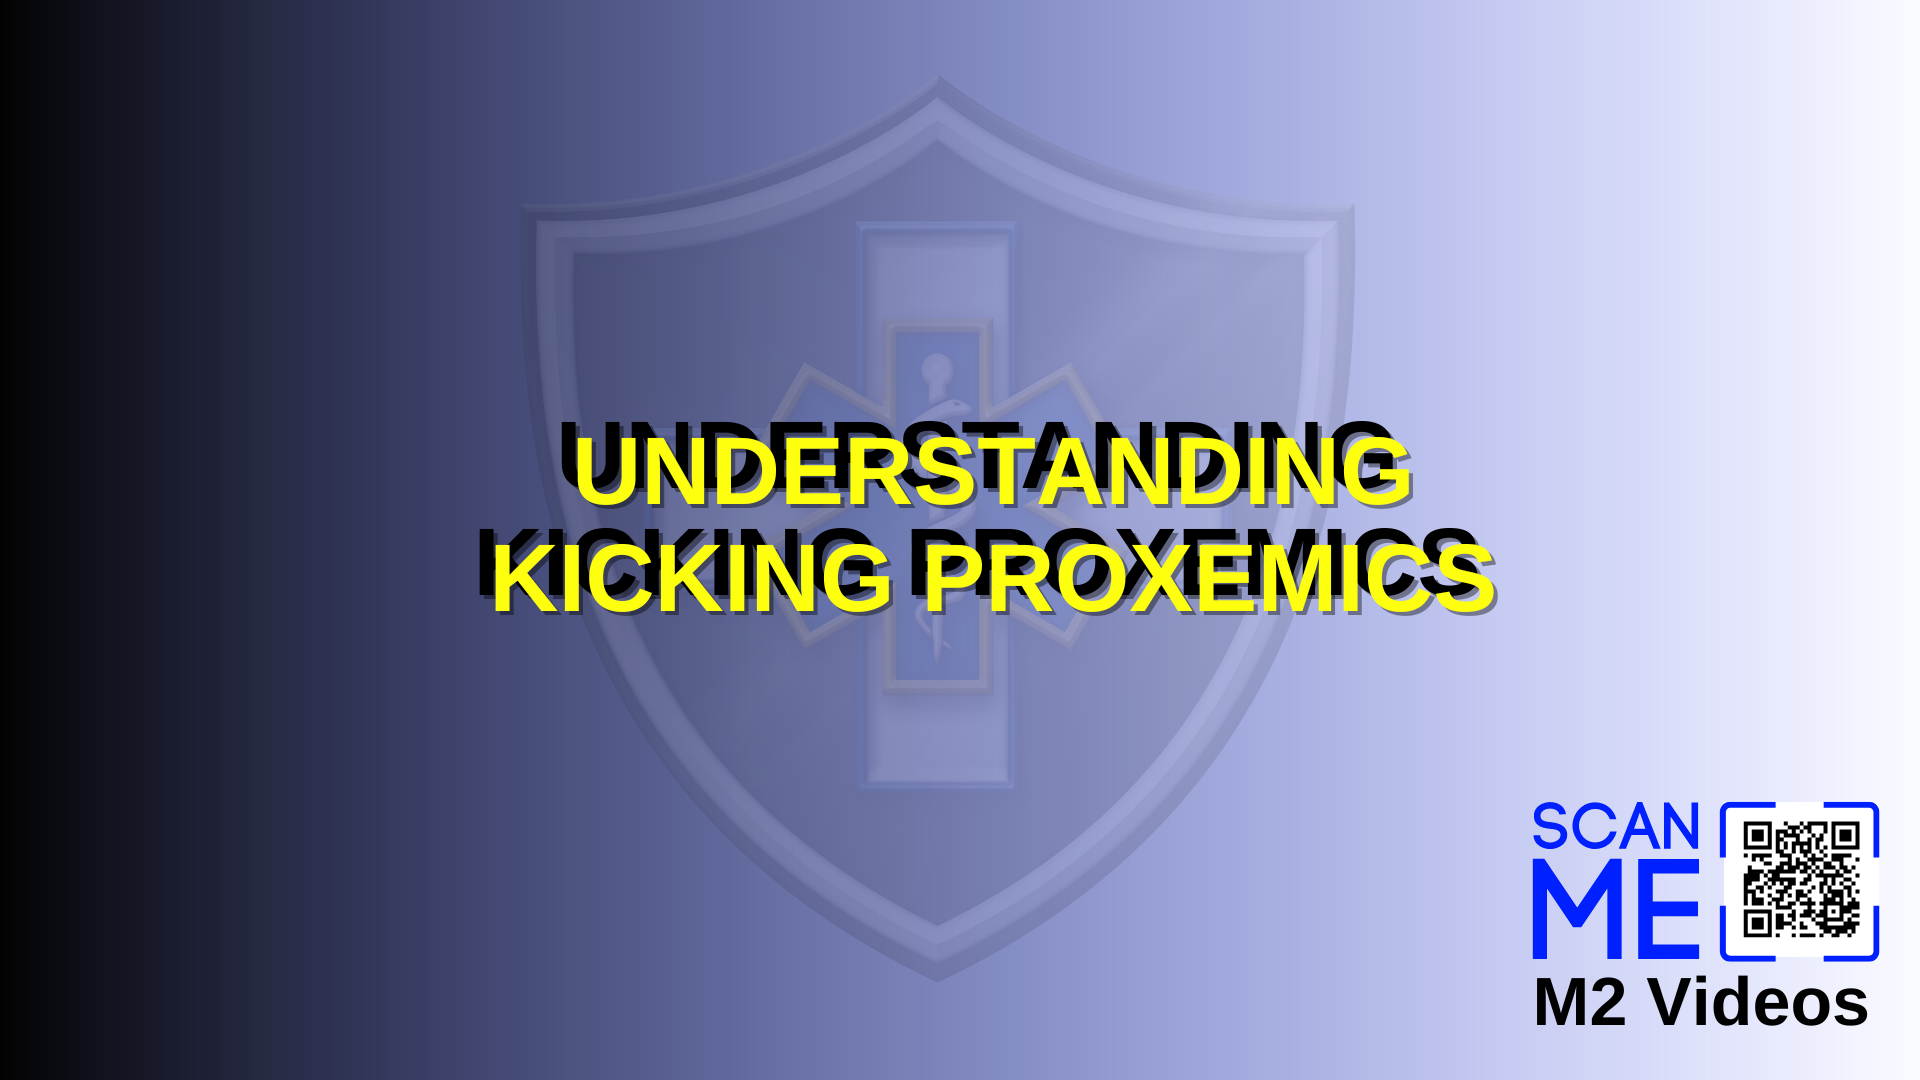 UNDERSTANDING
KICKING PROXEMICS
SCAN
ME
M2 Videos